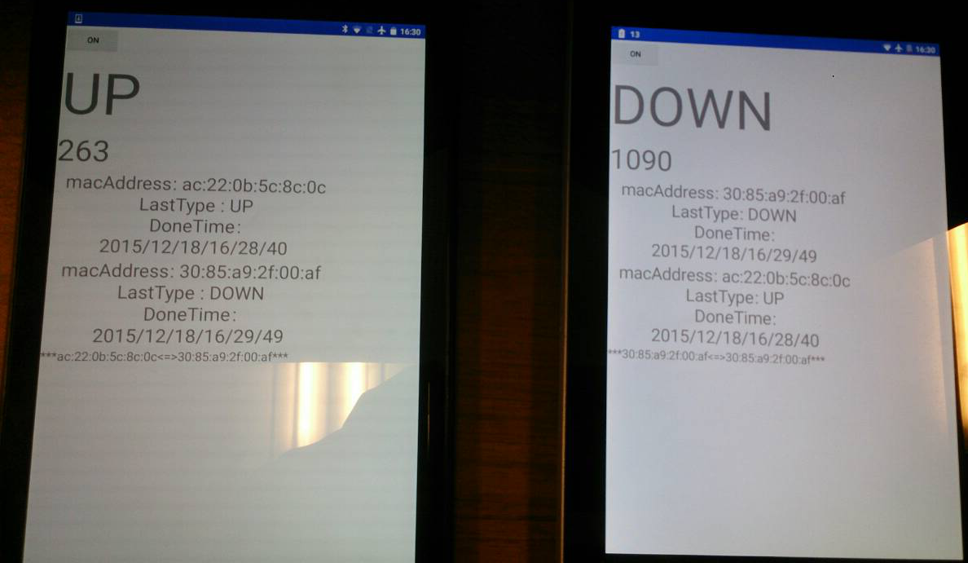 16:30
ON
UP
263
macAddress: ac:22:0b:5c:8c:0c
LastType : UP
DoneTime:
2015/12/18/16/28/40
macAddress: 30:85:a9:2f:00:af
LastType : DOWN
DoneTime:
2015/12/18/16/29/49
***ac:22:0b:5c:8c:0c<=>30:85:a9:2f:00:af***
13
16:30
ON
DOWN
1090
macAddress: 30:85:a9:2f:00:af
LastType: DOWN
DoneTime:
2015/12/18/16/29/49
macAddress: ac:22:0b:5c:8c:0c
LastType: UP
DoneTime:
2015/12/18/16/28/40
***30:85:a9:2f:00:af<=>30:85:a9:2f:00:af***